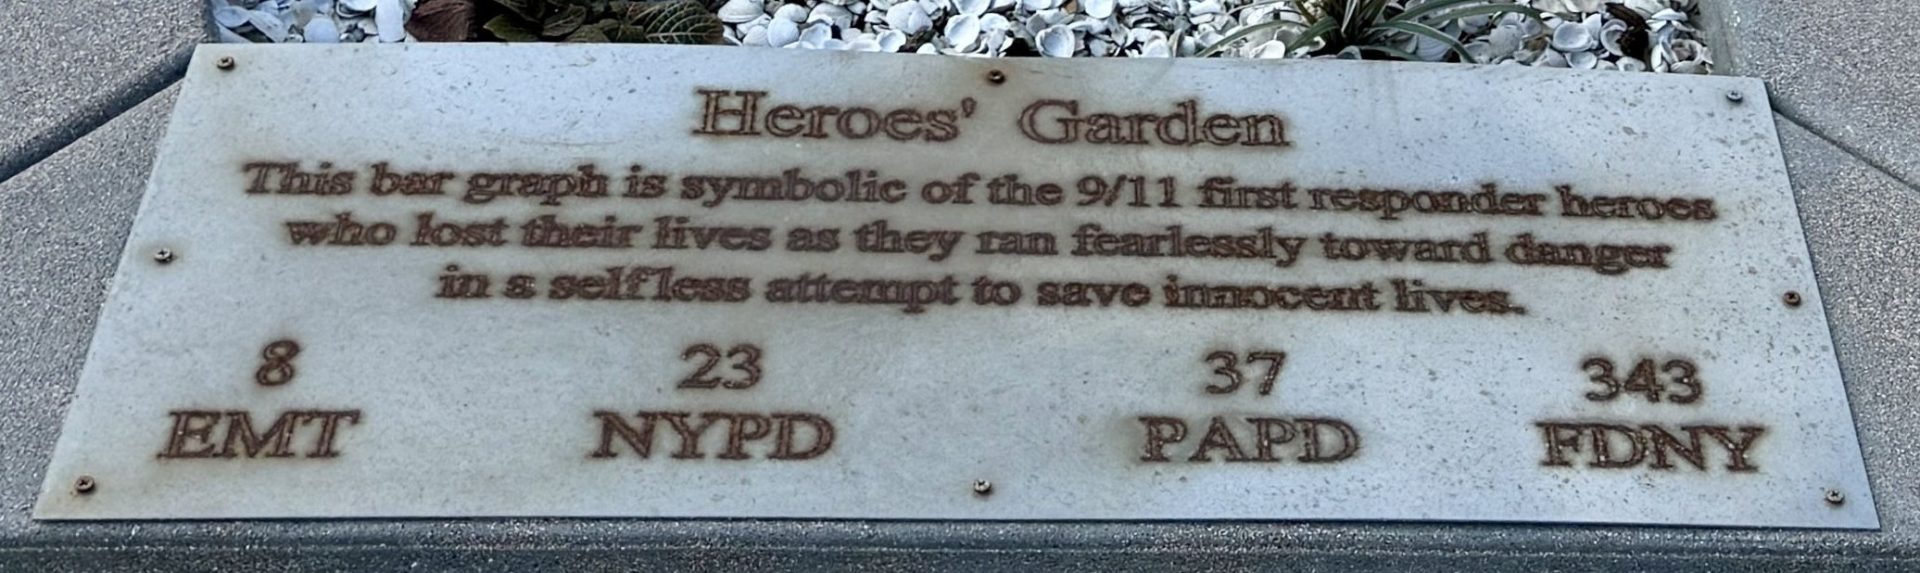 Heroes' Garden
This bar graph is symbolic of the 9/11 first responder heroes
who lost their lives as they ran fearlessly toward danger
in a selfless attempt to save innocent lives.
8 23 37 343
EMT NYPD PAPD FDNY